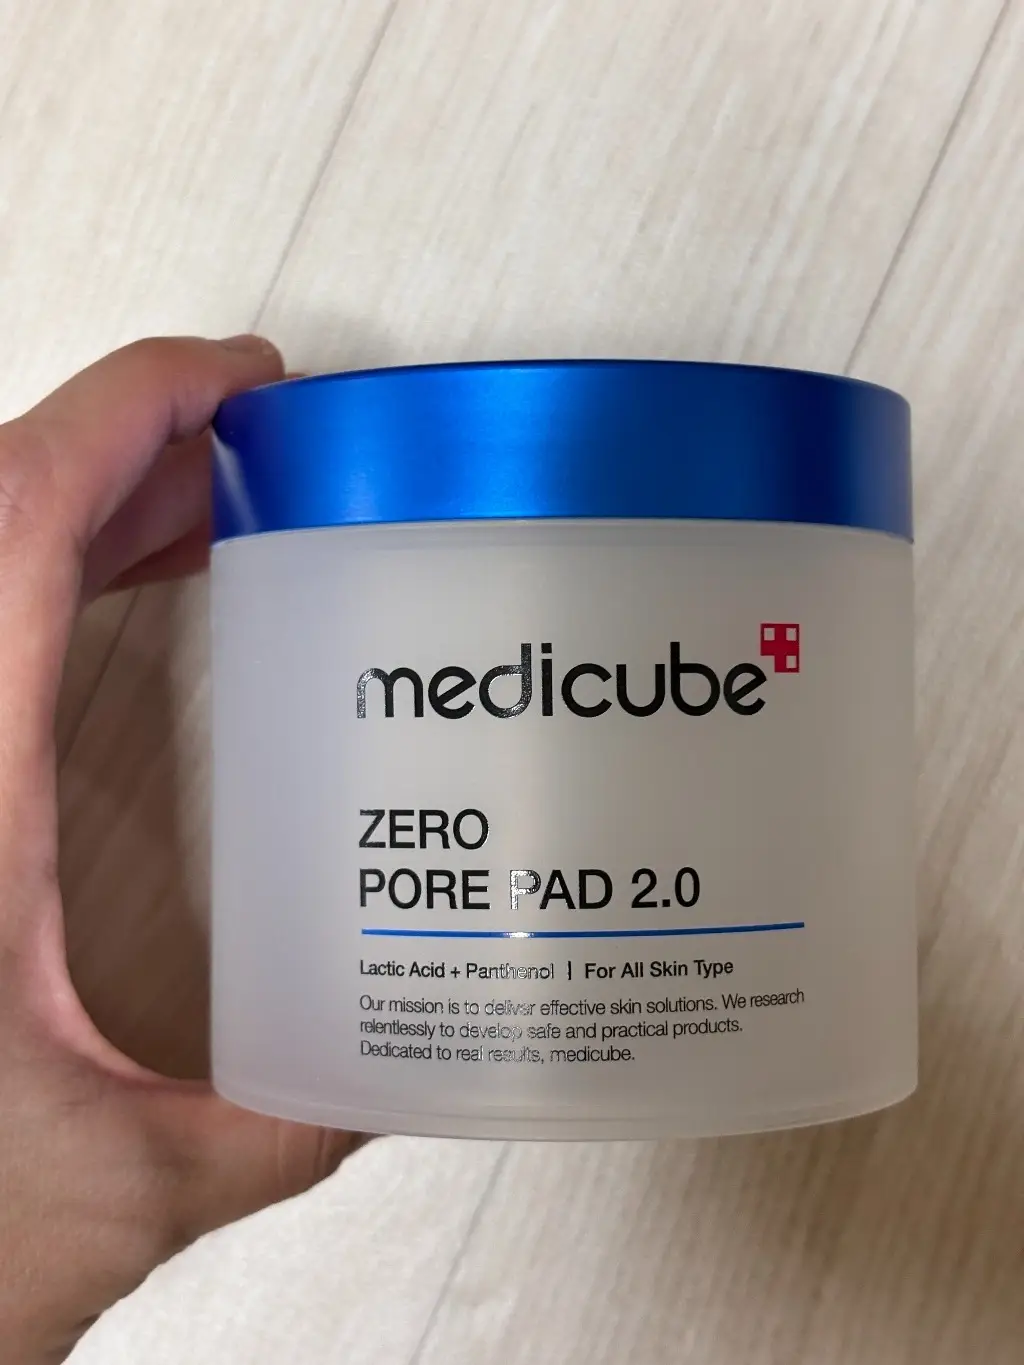 medicube
ZERO
PORE PAD 2.0
Lactic Acid + Panthenol | For All Skin Type
Our mission is to deliver effective skin solutions. We research
relentlessly to develop safe and practical products.
Dedicated to real results, medicube.